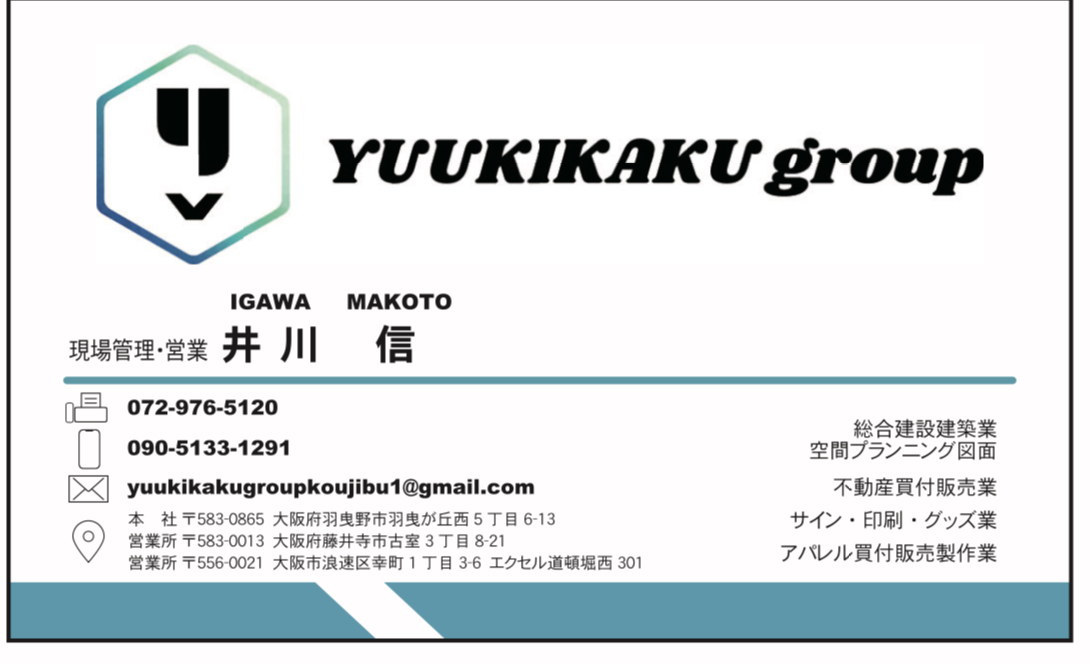 YUUKIKAKU group
IGAWA MAKOTO
現場管理・営業 井川 信
072-976-5120
090-5133-1291
yuukikakugroupkoujibu1@gmail.com
本 社 〒583-0865 大阪府羽曳野市羽曳が丘西5丁目6-13
営業所 〒583-0013 大阪府藤井寺市古室3丁目8-21
営業所 〒556-0021 大阪市浪速区幸町1丁目3-6 エクセル道頓堀西301
総合建設建築業
空間プランニング図面
不動産買付販売業
サイン・印刷・グッズ業
アパレル買付販売製作業